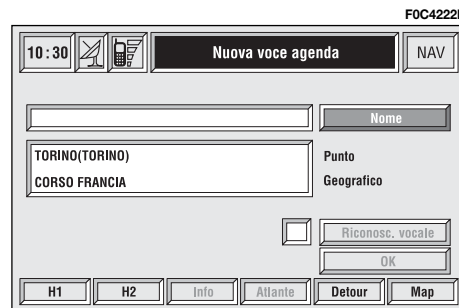 F0C4222
10:30 Nuova voce agenda NAV
Nome
TORINO(TORINO) Punto
CORSO FRANCIA Geografico
Riconosc. vocale
OK
H1 H2 Info Atlante Detour Map